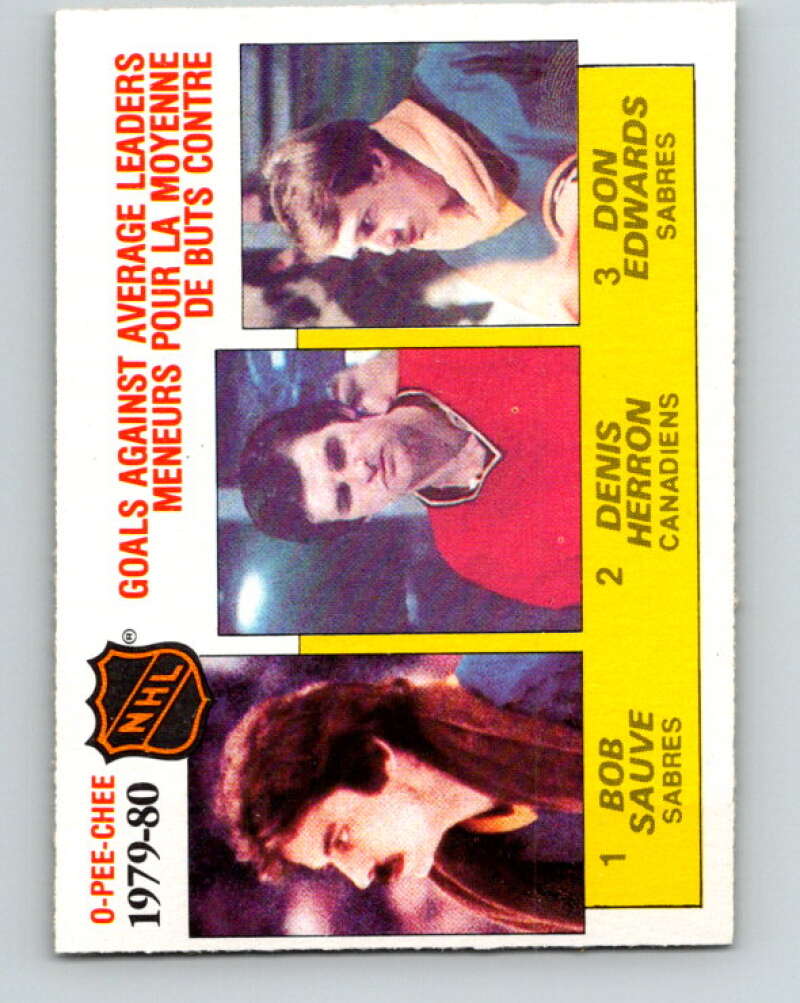 O-PEE-CHEE
1979-80
NHL
®
GOALS AGAINST AVERAGE LEADERS
MENEURS POUR LA MOYENNE
DE BUTS CONTRE
1 BOB
SAUVE
SABRES
2 DENIS
HERRON
CANADIENS
3 DON
EDWARDS
SABRES